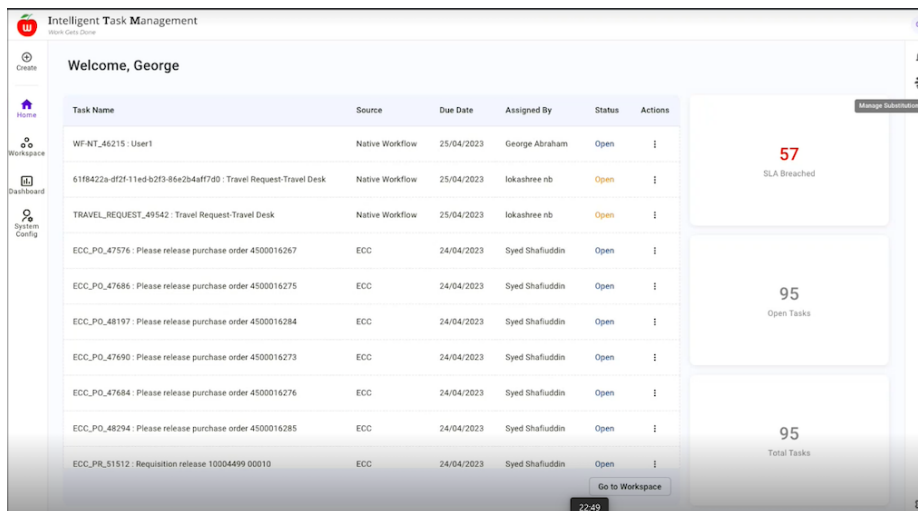 Intelligent Task Management
Work Gets Done
Create
Home
Workspace
Dashboard
System
Config
Welcome, George
Task Name Source Due Date Assigned By Status Actions
WF-NT_46215 : User1 Native Workflow 25/04/2023 George Abraham Open
61f8422a-df2f-11ed-b2f3-86e2b4aff7d0 : Travel Request-Travel Desk Native Workflow 25/04/2023 lokashree nb Open
TRAVEL_REQUEST_49542 : Travel Request-Travel Desk Native Workflow 25/04/2023 lokashree nb Open
ECC_PO_47576 : Please release purchase order 4500016267 ECC 24/04/2023 Syed Shafiuddin Open
ECC_PO_47686 : Please release purchase order 4500016275 ECC 24/04/2023 Syed Shafiuddin Open
ECC_PO_48197 : Please release purchase order 4500016284 ECC 24/04/2023 Syed Shafiuddin Open
ECC_PO_47690 : Please release purchase order 4500016273 ECC 24/04/2023 Syed Shafiuddin Open
ECC_PO_47684 : Please release purchase order 4500016276 ECC 24/04/2023 Syed Shafiuddin Open
ECC_PO_48294 : Please release purchase order 4500016285 ECC 24/04/2023 Syed Shafiuddin Open
ECC_PR_51512 : Requisition release 10004499 00010 ECC 24/04/2023 Syed Shafiuddin Open
Go to Workspace
22:49
Manage Substitution
57
SLA Breached
95
Open Tasks
95
Total Tasks